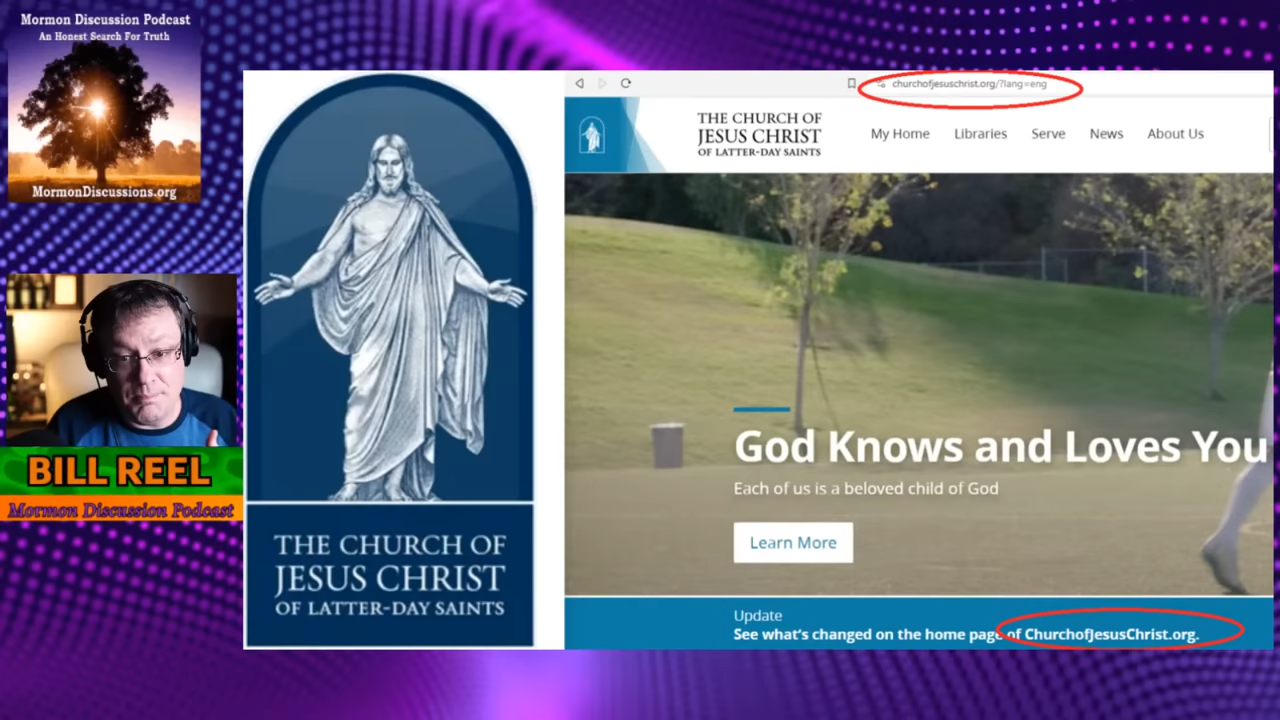 Mormon Discussion Podcast
An Honest Search For Truth
MormonDiscussions.org
BILL REEL
Mormon Discussion Podcast
THE CHURCH OF
JESUS CHRIST
OF LATTER-DAY SAINTS
churchofjesuschrist.org/?lang=eng
THE CHURCH OF
JESUS CHRIST
OF LATTER-DAY SAINTS
My Home Libraries Serve News About Us
God Knows and Loves You
Each of us is a beloved child of God
Learn More
Update
See what's changed on the home page of ChurchofJesusChrist.org.